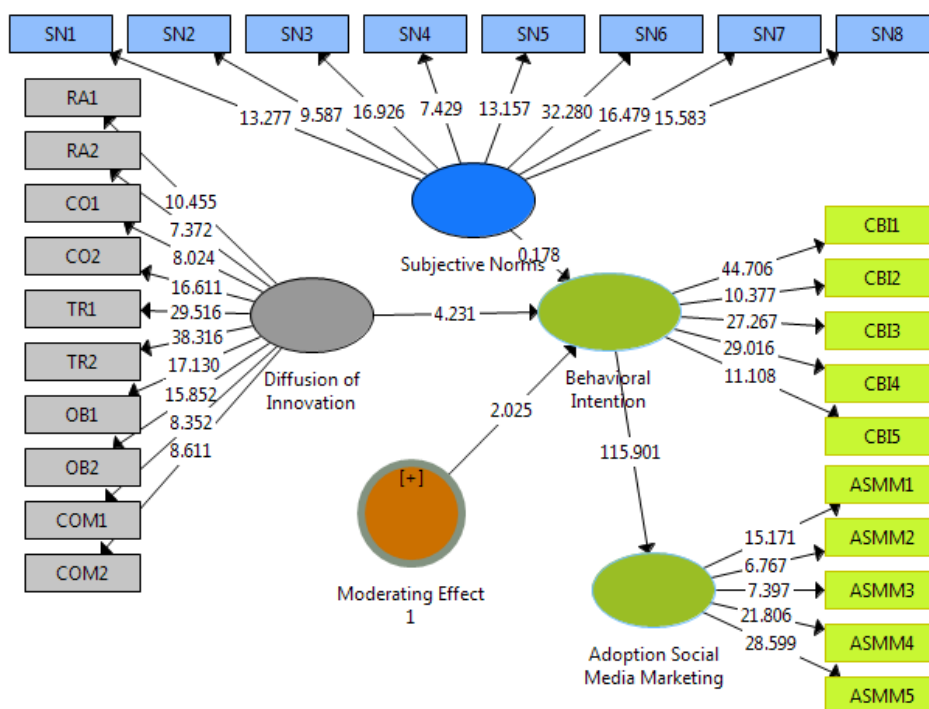 SN1 SN2 SN3 SN4 SN5 SN6 SN7 SN8
13.277 9.587 16.926 7.429 13.157 32.280 16.479 15.583
RA1
RA2
CO1
CO2
TR1
TR2
OB1
OB2
COM1
COM2
10.455
7.372
8.024
16.611
29.516
38.316
17.130
15.852
8.352
8.611
Subjective Norms
0.178
Diffusion of
Innovation
4.231
Behavioral
Intention
44.706
10.377
27.267
29.016
11.108
CBI1
CBI2
CBI3
CBI4
CBI5
2.025
[+]
Moderating Effect
1
115.901
Adoption Social
Media Marketing
15.171
6.767
7.397
21.806
28.599
ASMM1
ASMM2
ASMM3
ASMM4
ASMM5